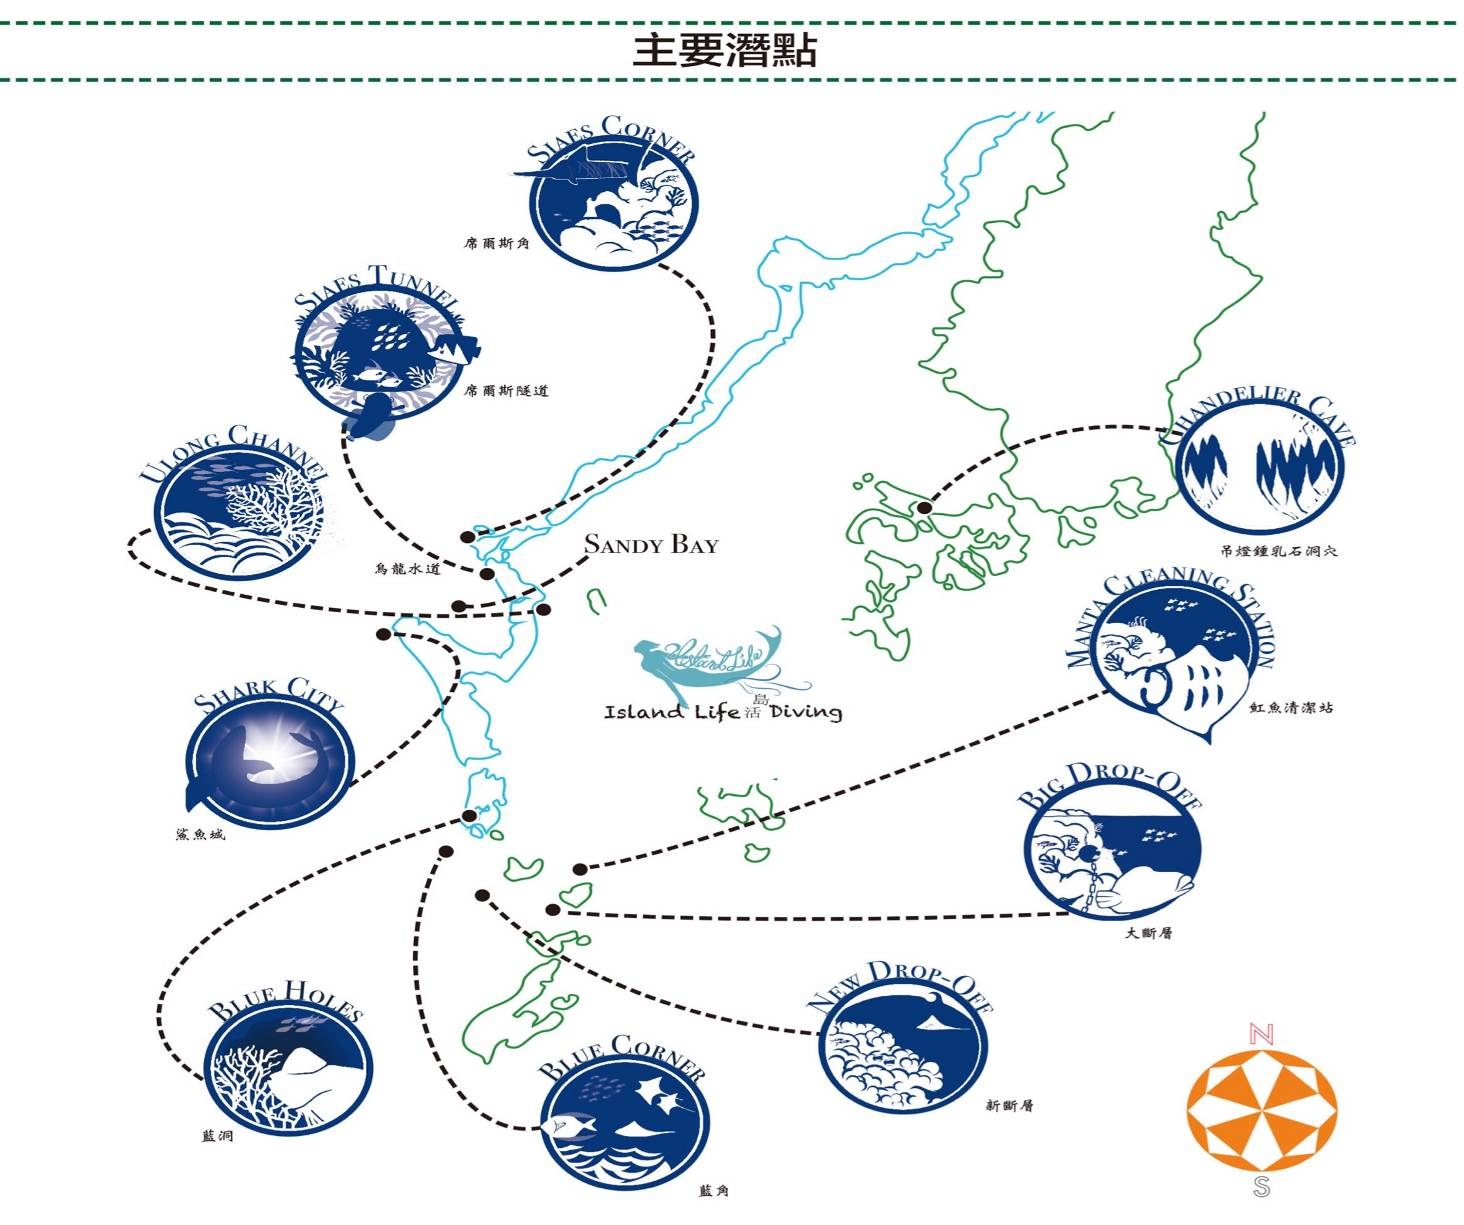 主要潛點
SIAES CORNER
席爾斯角
SIAES TUNNEL
席爾斯隧道
ULONG CHANNEL
烏龍水道
SANDY BAY
CHANDELIER CAVE
吊燈鍾乳石洞穴
MANTA CLEANING STATION
魟魚清潔站
Island Life
島
Island Life 活 Diving
SHARK CITY
鯊魚城
BIG DROP-OFF
大斷層
NEW DROP-OFF
新斷層
BLUE HOLES
藍洞
BLUE CORNER
藍角
N
S